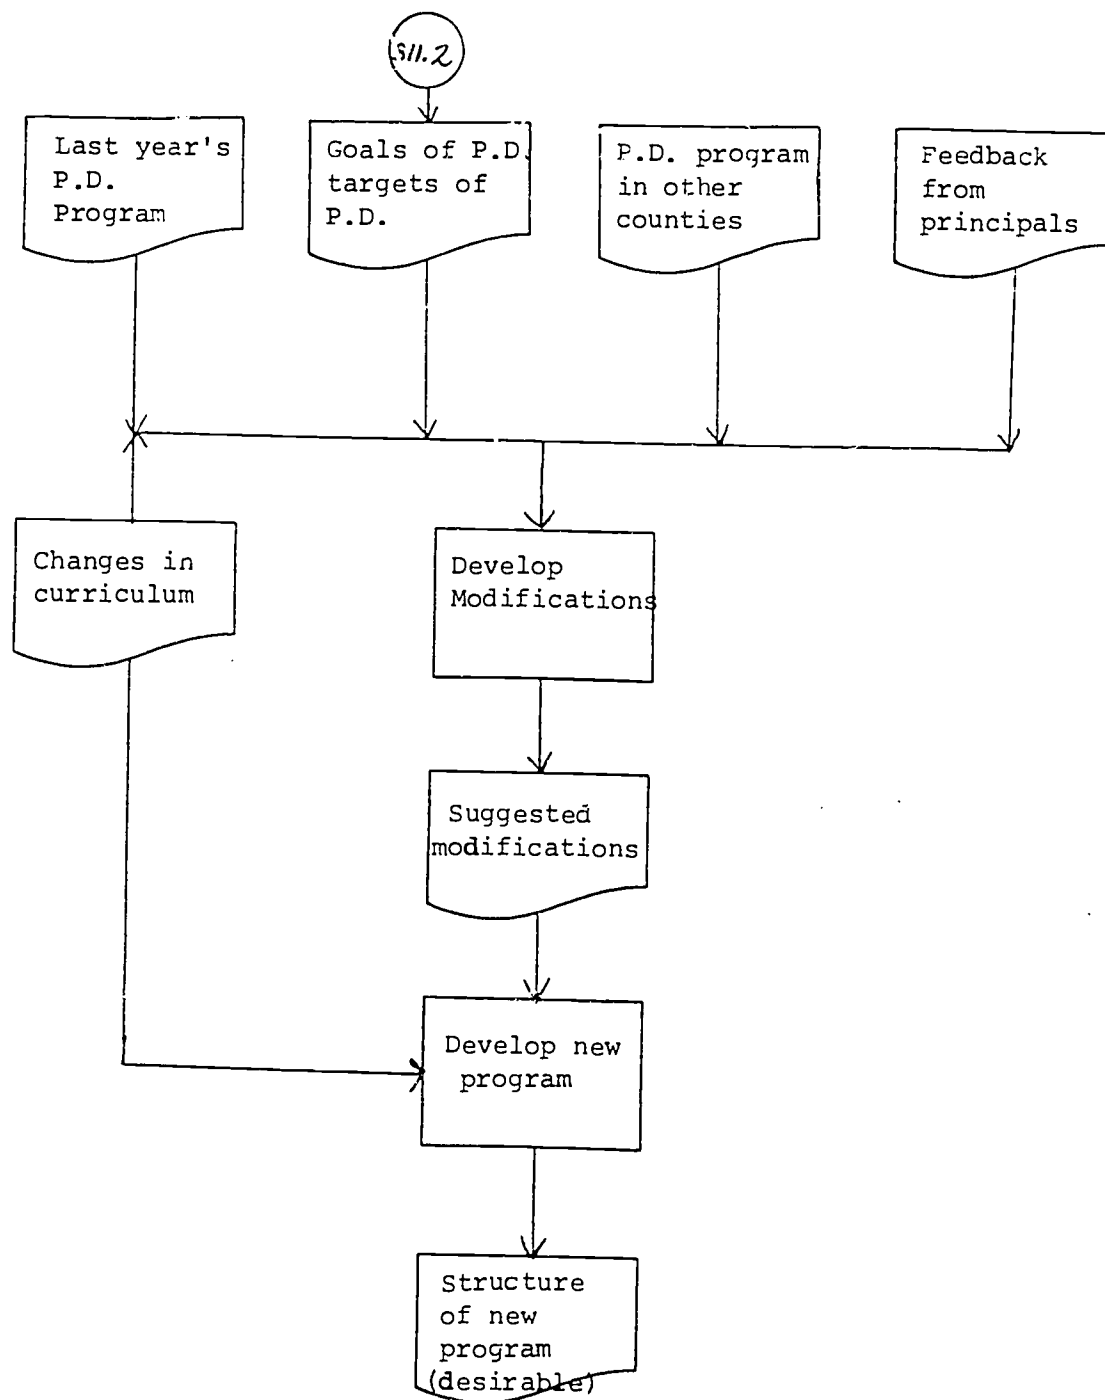 S11.2
Last year's
P.D.
Program
Goals of P.D.
targets of
P.D.
P.D. program
in other
counties
Feedback
from
principals
Changes in
curriculum
Develop
Modifications
Suggested
modifications
Develop new
program
Structure
of new
program
(desirable)